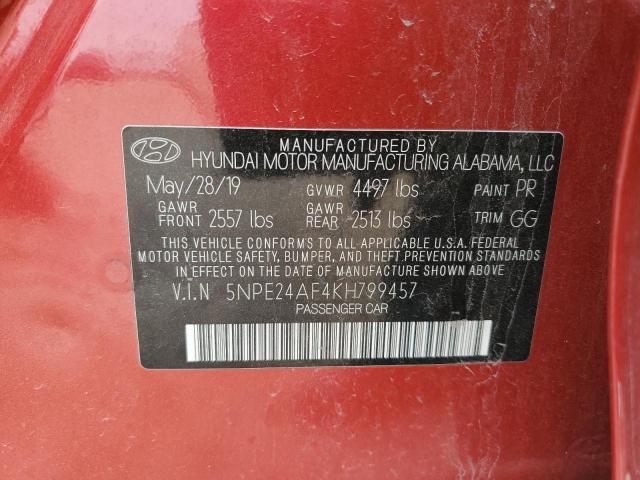 MANUFACTURED BY
HYUNDAI MOTOR MANUFACTURING ALABAMA, LLC
May/28/19 GVWR 4497 lbs PAINT PR
GAWR FRONT 2557 lbs GAWR REAR 2513 lbs TRIM GG
THIS VEHICLE CONFORMS TO ALL APPLICABLE U.S.A. FEDERAL
MOTOR VEHICLE SAFETY, BUMPER, AND THEFT PREVENTION STANDARDS
IN EFFECT ON THE DATE OF MANUFACTURE SHOWN ABOVE.
V.I.N 5NPE24AF4KH799457
PASSENGER CAR